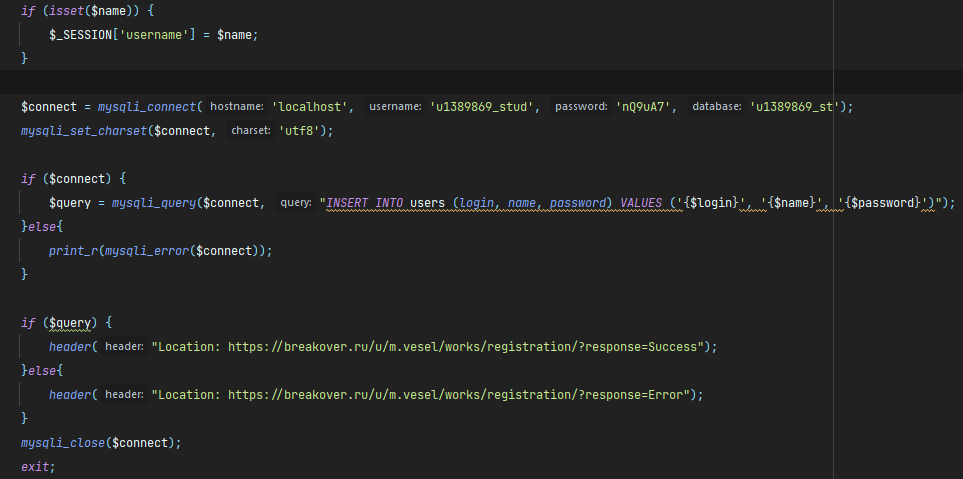 if (isset($name)) {
$_SESSION['username'] = $name;
}
$connect = mysqli_connect( hostname: 'localhost', username: 'u1389869_stud', password: 'nQ9uA7', database: 'u1389869_st');
mysqli_set_charset($connect, charset: 'utf8');
if ($connect) {
$query = mysqli_query($connect, query: "INSERT INTO users (login, name, password) VALUES ('{$login}', '{$name}', '{$password}')");
}else{
print_r(mysqli_error($connect));
}
if ($query) {
header( header: "Location: https://breakover.ru/u/m.vesel/works/registration/?response=Success");
}else{
header( header: "Location: https://breakover.ru/u/m.vesel/works/registration/?response=Error");
}
mysqli_close($connect);
exit;